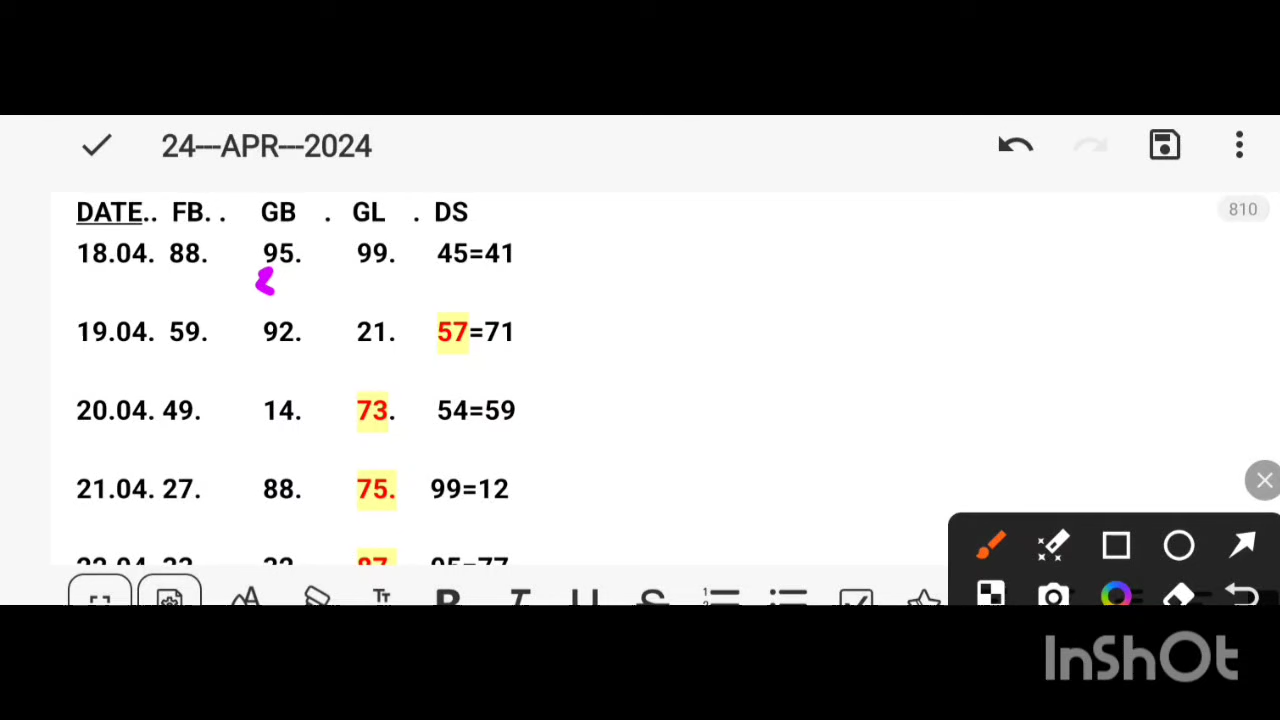 24---APR---2024
810
DATE.. FB. . GB . GL . DS
18.04. 88. 95. 99. 45=41
19.04. 59. 92. 21. 57=71
20.04. 49. 14. 73. 54=59
21.04. 27. 88. 75. 99=12
InShOt